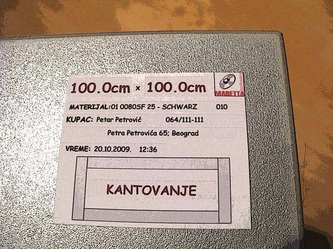 100.0cm × 100.0cm
MABETTA
MATERIJAL:01 0080SF 25 - SCHWARZ 010
KUPAC: Petar Petrović 064/111-111
Petra Petrovića 65; Beograd
VREME: 20.10.2009. 12:36
KANTOVANJE